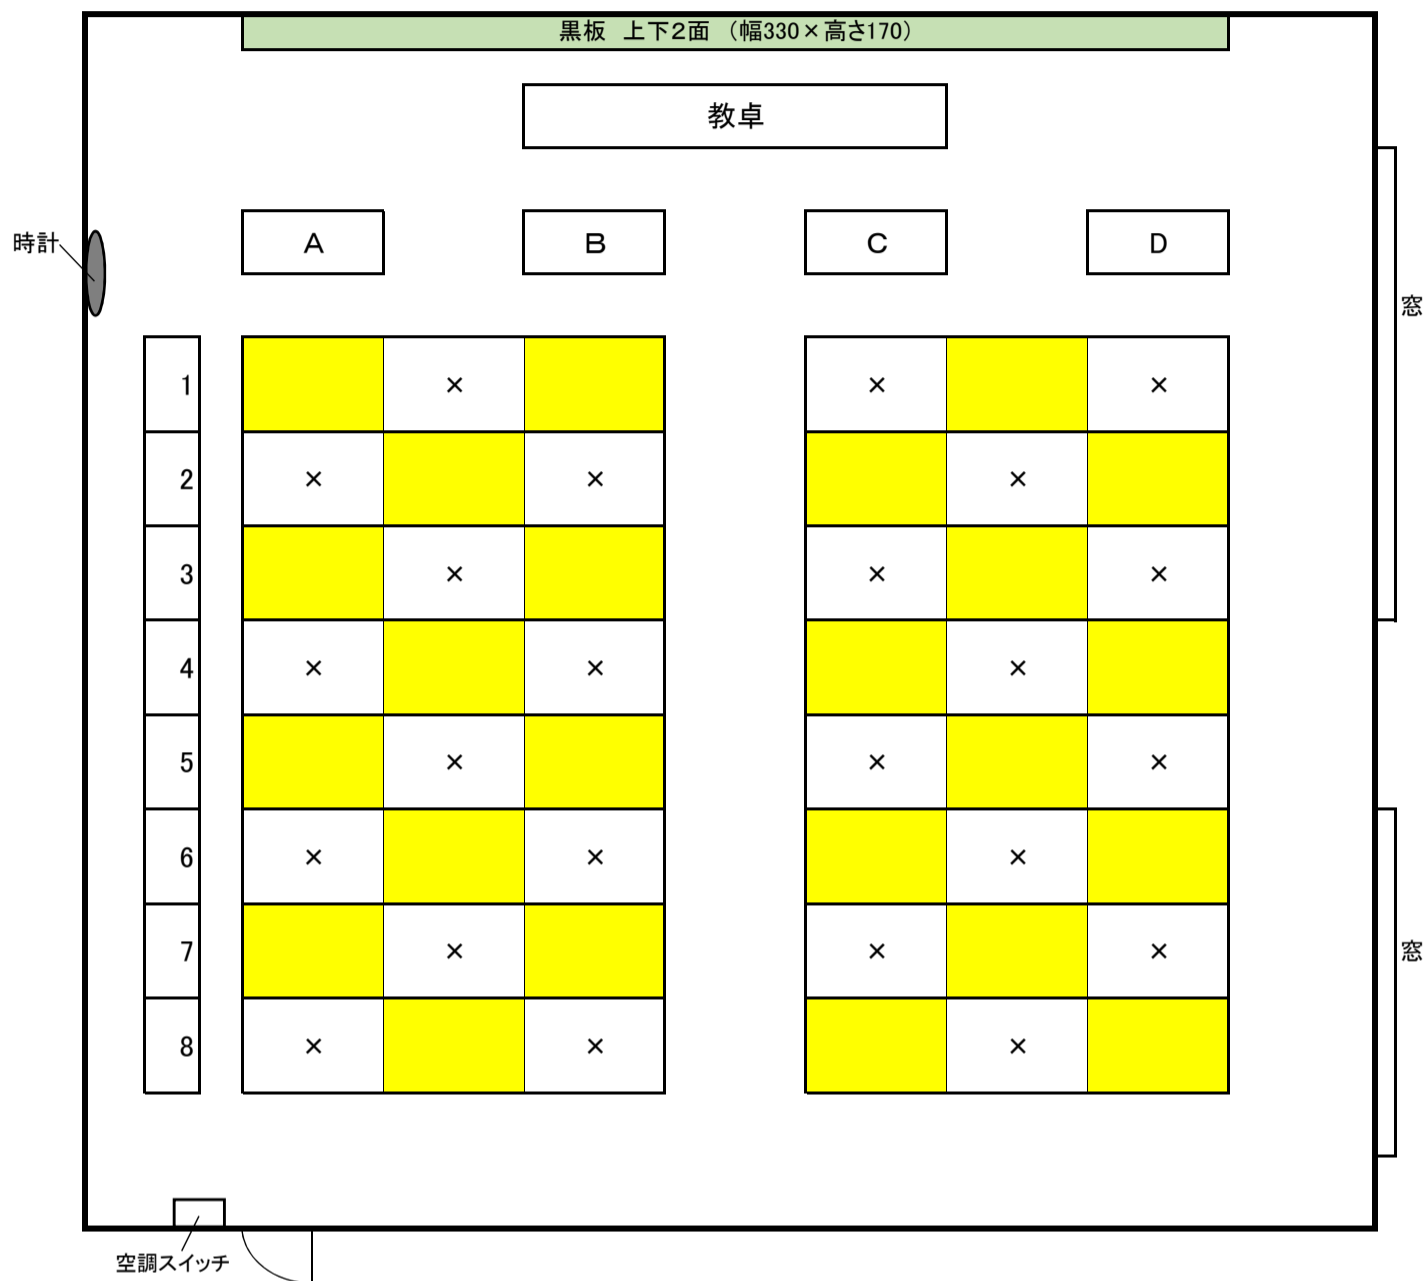 黒板　上下2面　（幅330×高さ170）
教卓
時計
A B C D
窓
1 × × ×
2 × × ×
3 × × ×
4 × × ×
5 × × ×
6 × × ×
7 × × ×
窓
8 × × ×
空調スイッチ